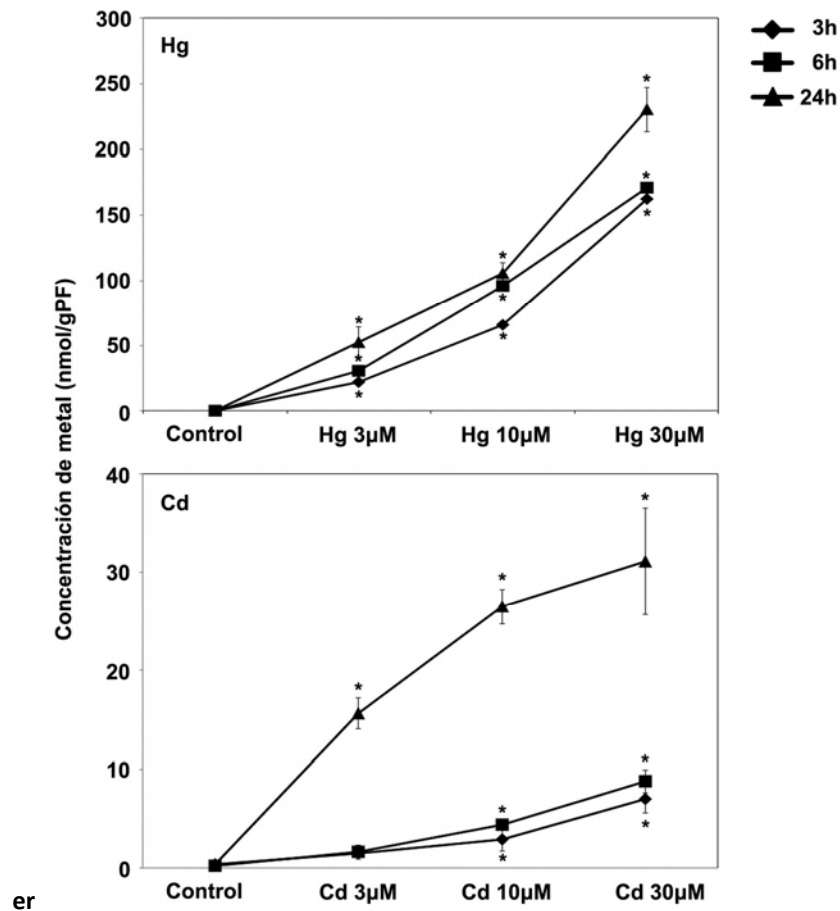 Concentración de metal (nmol/gPF)
Hg
300
250
200
150
100
50
0
* * * * * * * * *
Control Hg 3µM Hg 10µM Hg 30µM
3h
6h
24h
Cd
40
30
20
10
0
* * * * * * *
Control Cd 3µM Cd 10µM Cd 30µM
er